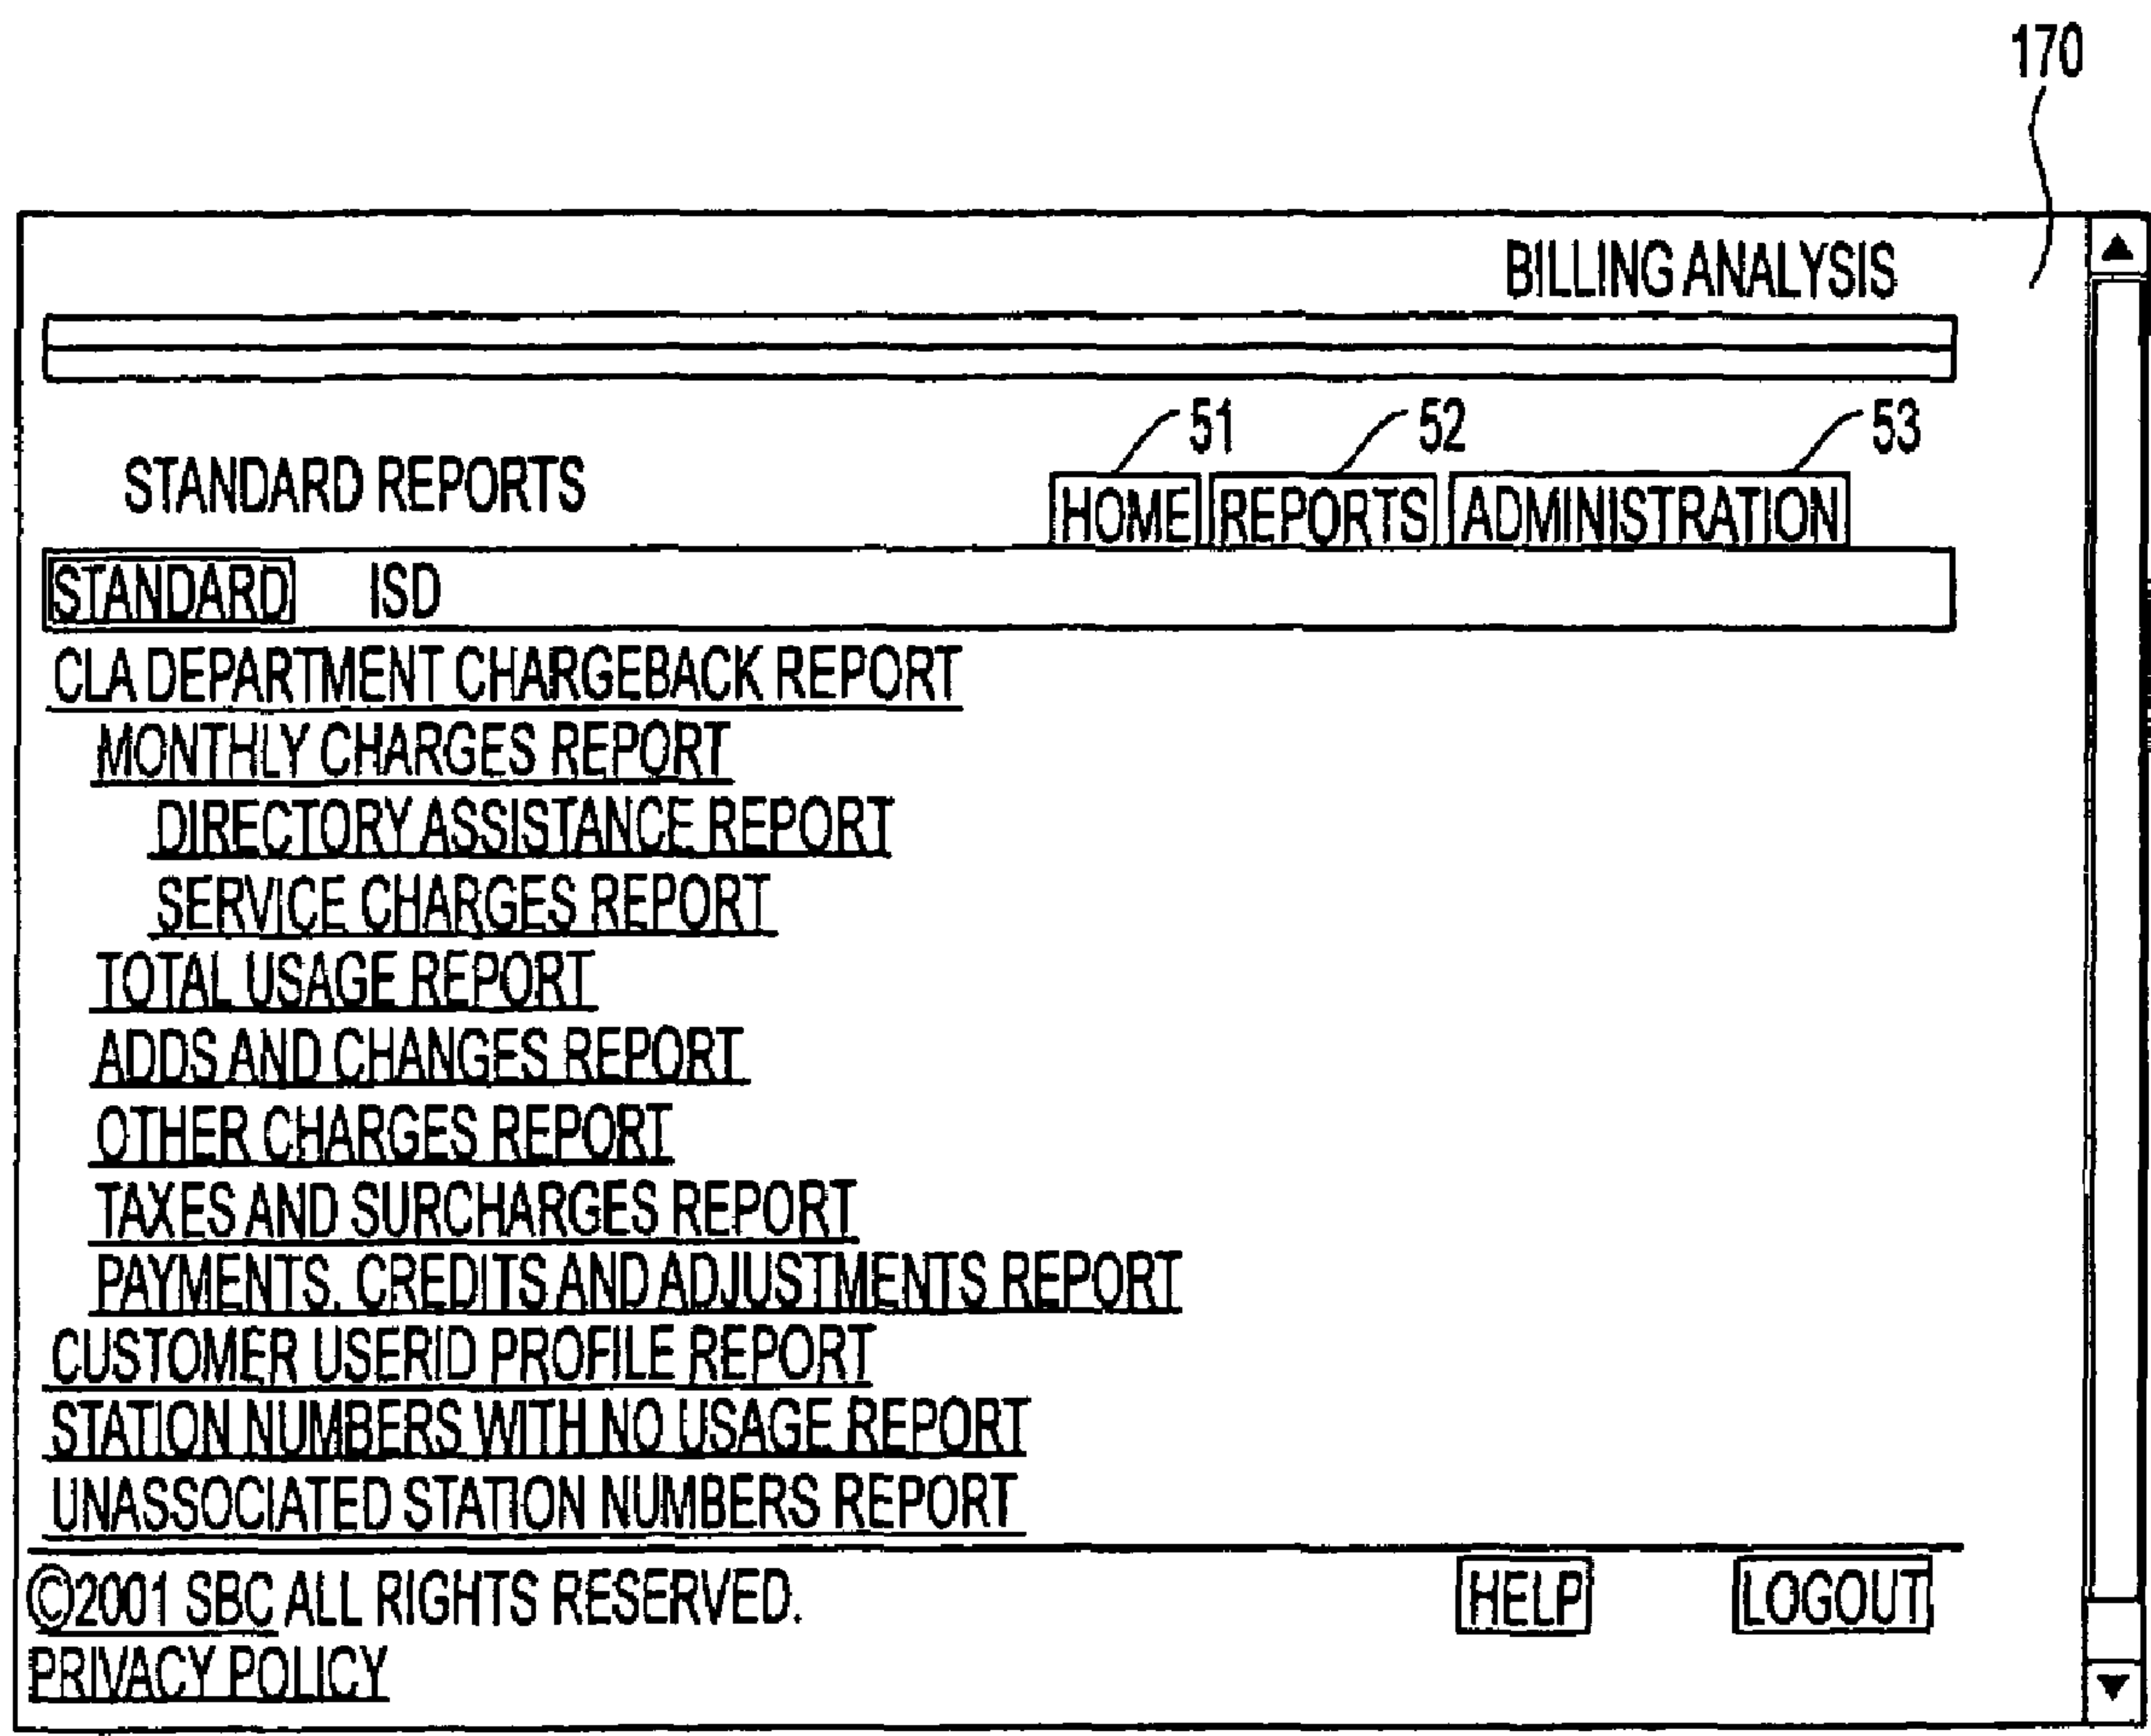 170
BILLING ANALYSIS
51 52 53
STANDARD REPORTS HOME REPORTS ADMINISTRATION
STANDARD ISD
CLA DEPARTMENT CHARGEBACK REPORT
MONTHLY CHARGES REPORT
DIRECTORY ASSISTANCE REPORT
SERVICE CHARGES REPORT
TOTAL USAGE REPORT
ADDS AND CHANGES REPORT
OTHER CHARGES REPORT
TAXES AND SURCHARGES REPORT
PAYMENTS, CREDITS AND ADJUSTMENTS REPORT
CUSTOMER USERID PROFILE REPORT
STATION NUMBERS WITH NO USAGE REPORT
UNASSOCIATED STATION NUMBERS REPORT
©2001 SBC ALL RIGHTS RESERVED. HELP LOGOUT
PRIVACY POLICY